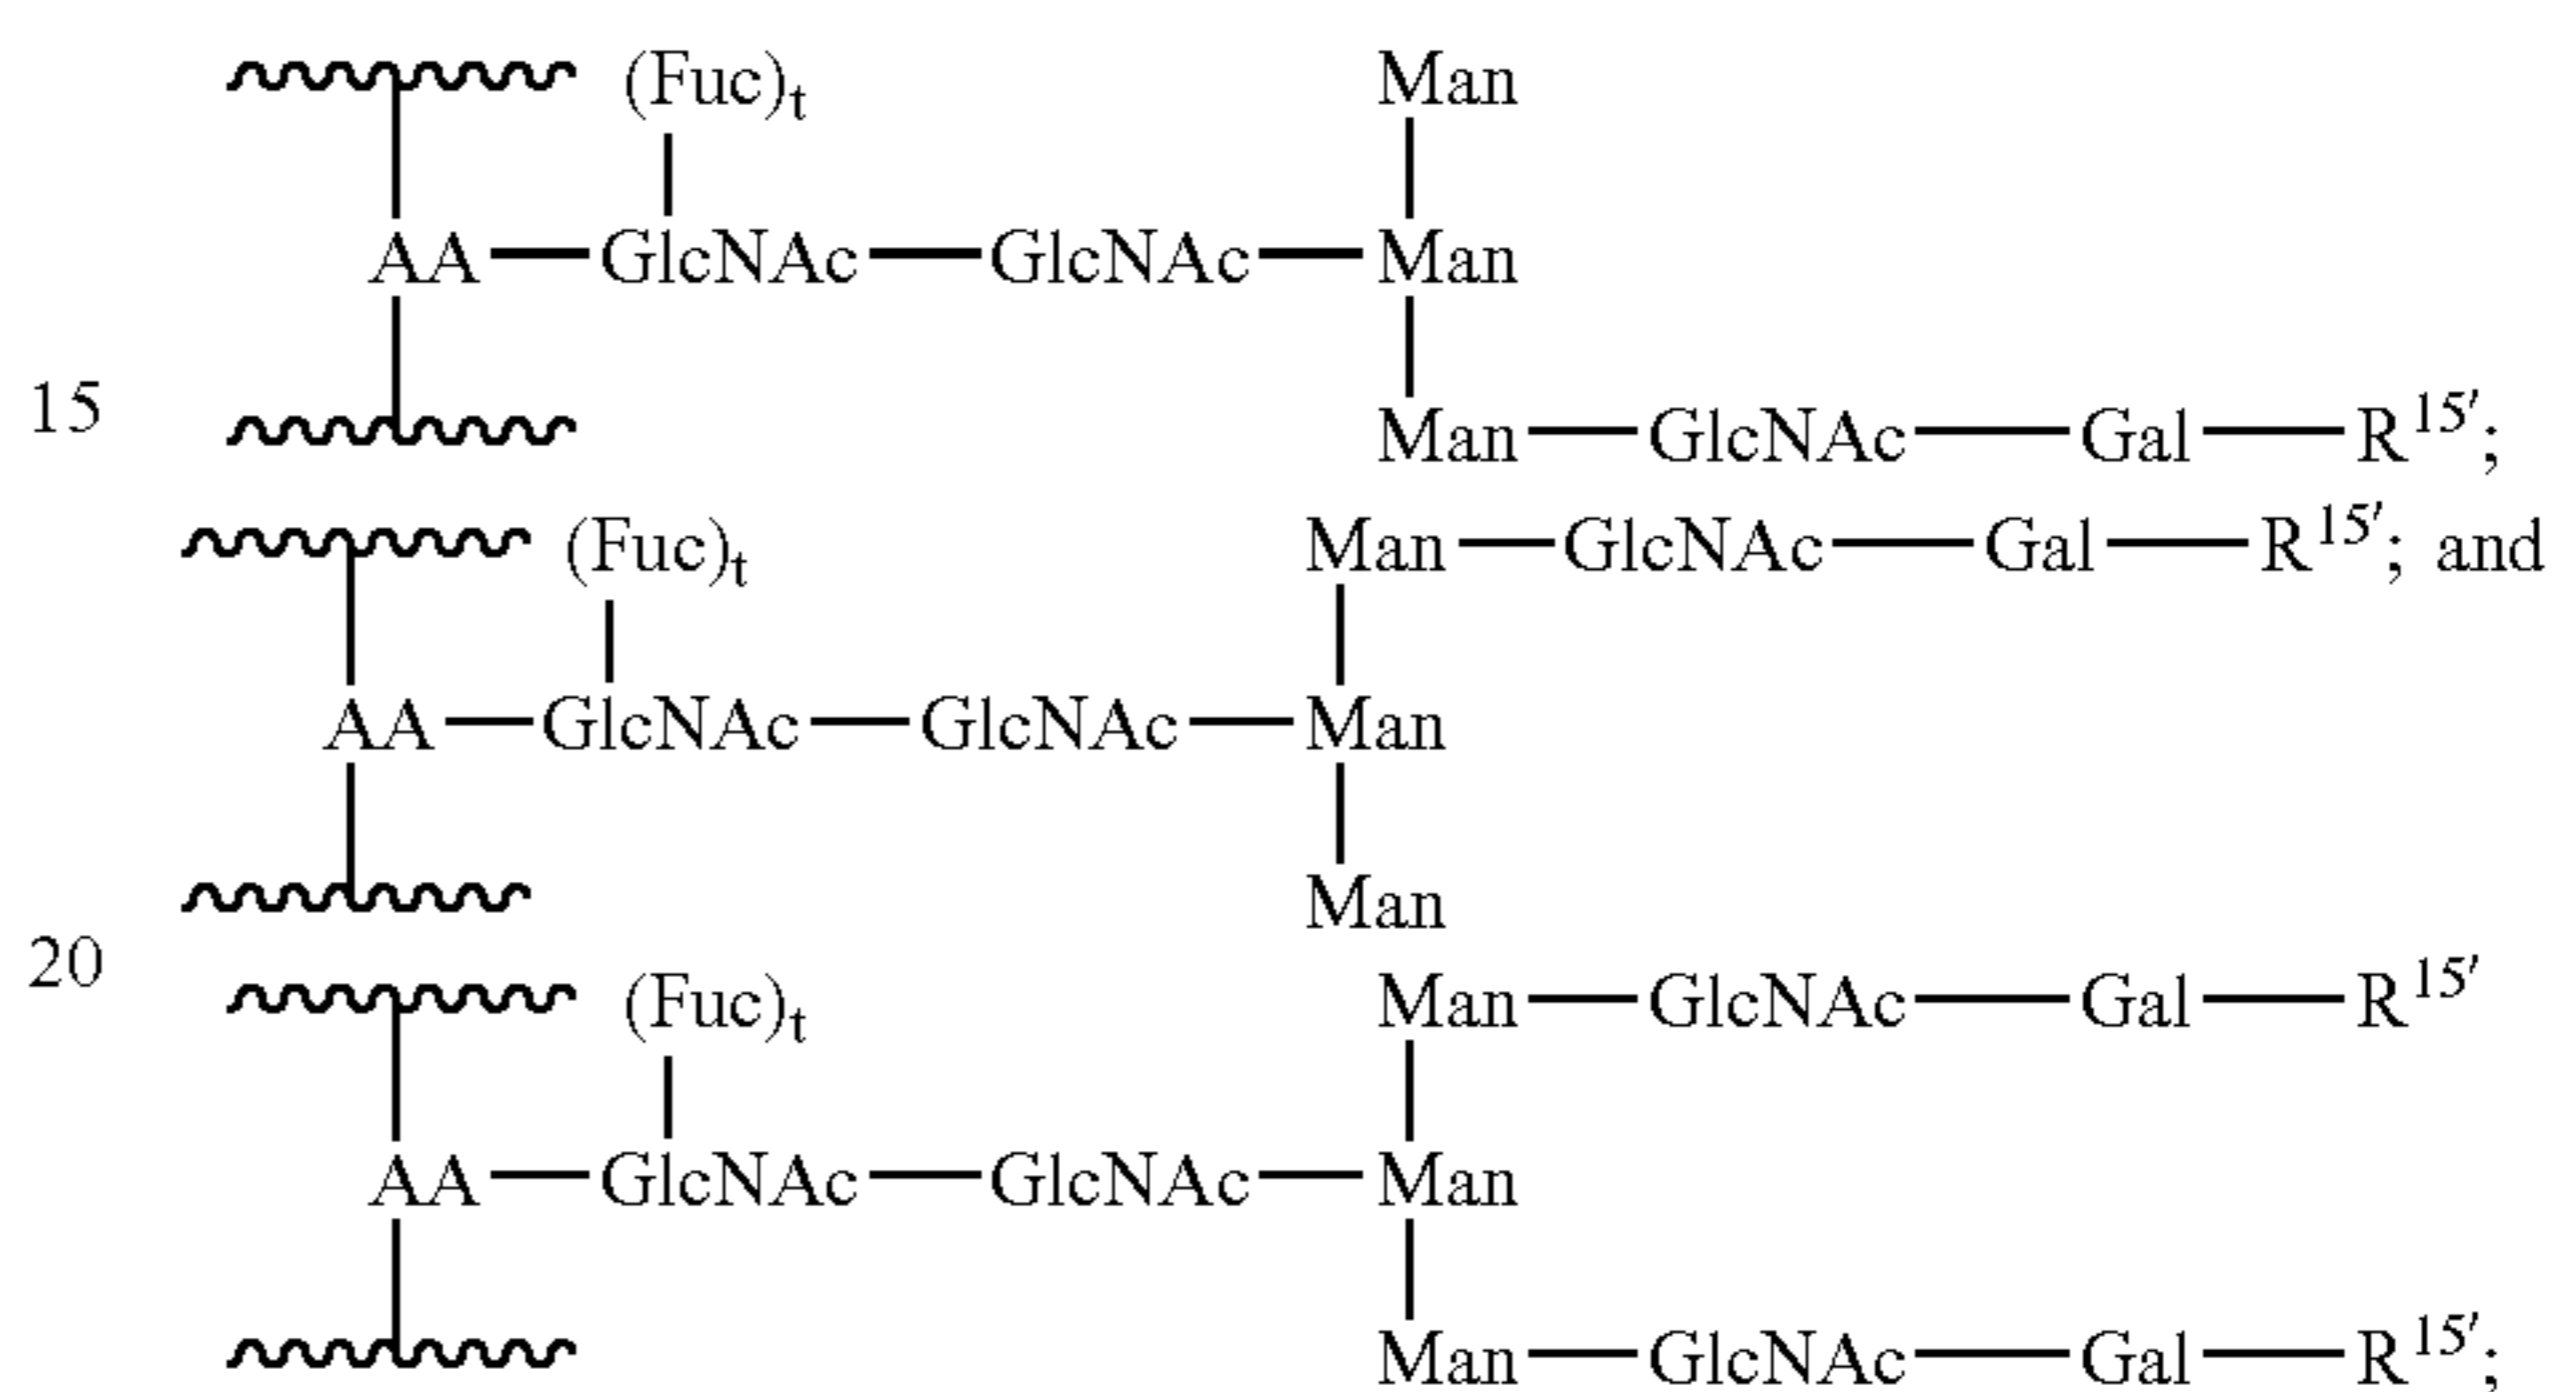 (Fuc)t Man
AA—GlcNAc—GlcNAc—Man
15 Man—GlcNAc—Gal—R15′;
(Fuc)t Man—GlcNAc—Gal—R15′; and
AA—GlcNAc—GlcNAc—Man
Man
20
(Fuc)t Man—GlcNAc—Gal—R15′
AA—GlcNAc—GlcNAc—Man
Man—GlcNAc—Gal—R15′;